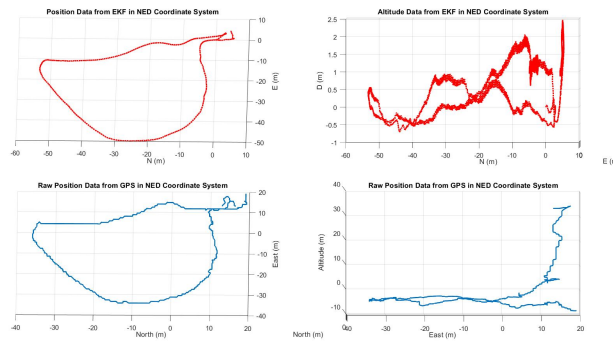 Position Data from EKF in NED Coordinate System
10
0
-10
-20
-30
-40
-50
E (m)
-60 -50 -40 -30 -20 -10 0 10
N (m)
Altitude Data from EKF in NED Coordinate System
2.5
2
1.5
1
0.5
0
-0.5
-1
D (m)
-60 -50 -40 -30 -20 -10 0 10
N (m)
E (
Raw Position Data from GPS in NED Coordinate System
20
10
0
-10
-20
-30
-40
East (m)
-40 -30 -20 -10 0 10 20
North (m)
Raw Position Data from GPS in NED Coordinate System
40
30
20
10
0
-10
Altitude (m)
-40 -30 -20 -10 0 10 20 30
North (m)
East (m)